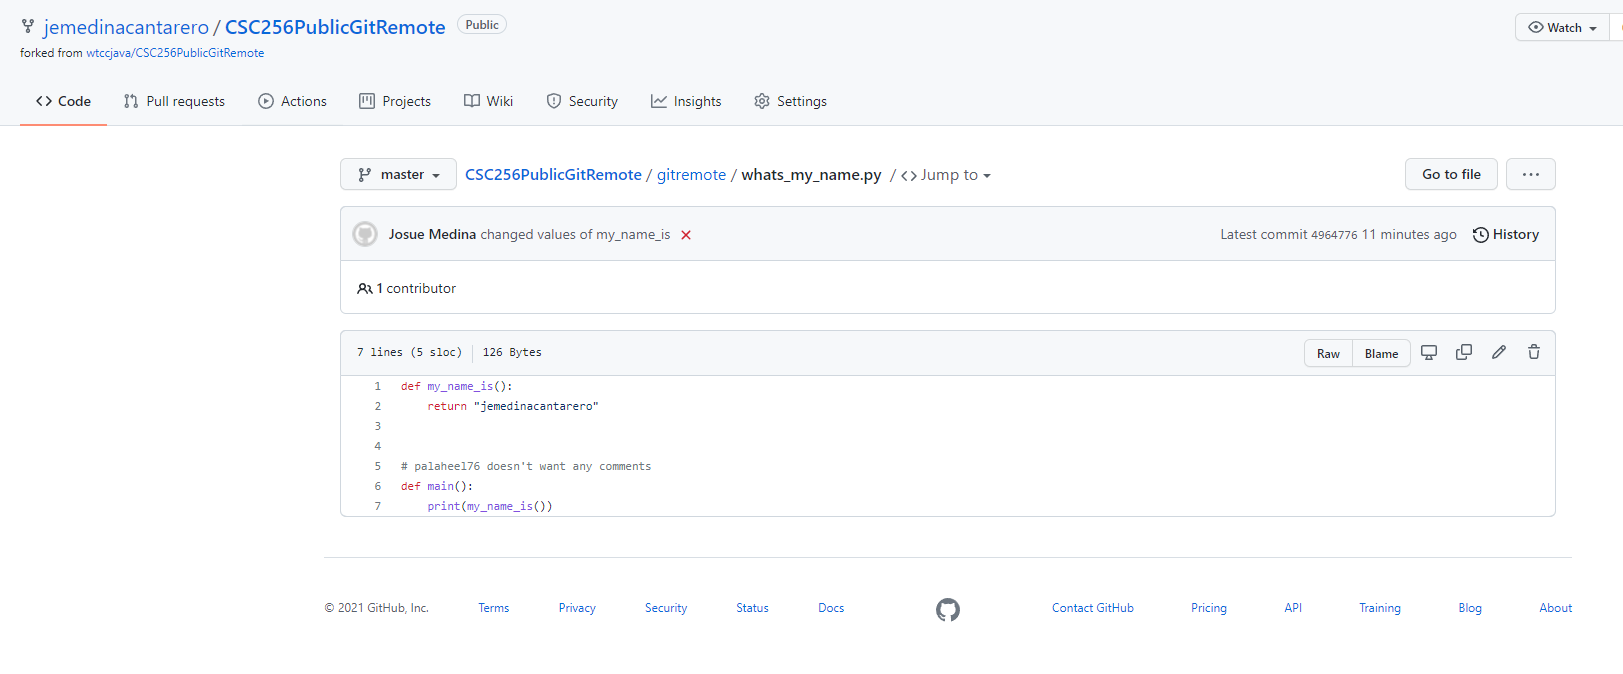 jemedinacantarero / CSC256PublicGitRemote Public
Watch
forked from wtccjava/CSC256PublicGitRemote
Code Pull requests Actions Projects Wiki Security Insights Settings
master CSC256PublicGitRemote / gitremote / whats_my_name.py / <> Jump to Go to file ...
Josue Medina changed values of my_name_is Latest commit 4964776 11 minutes ago History
1 contributor
7 lines (5 sloc) 126 Bytes Raw Blame
1 def my_name_is():
2 return "jemedinacantarero"
3
4
5 # palaheel76 doesn't want any comments
6 def main():
7 print(my_name_is())
© 2021 GitHub, Inc. Terms Privacy Security Status Docs Contact GitHub Pricing API Training Blog About